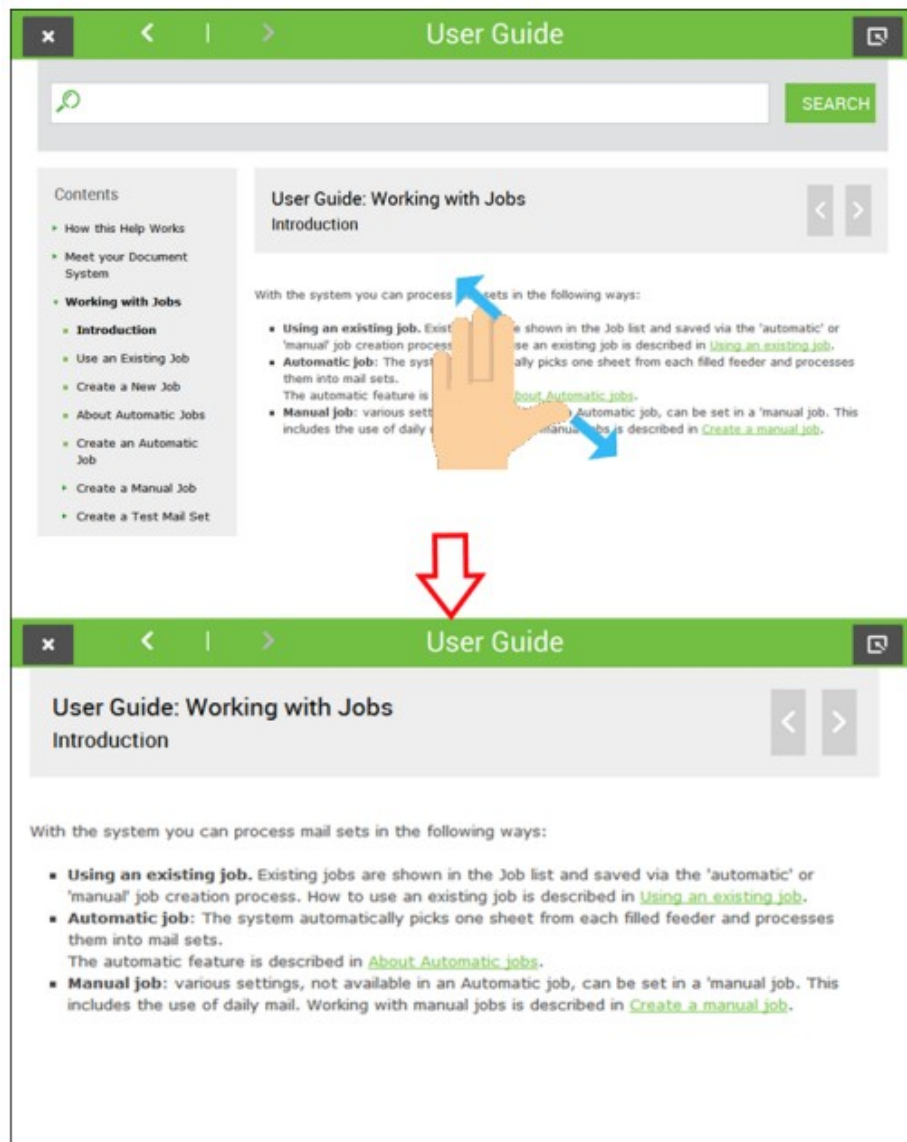 User Guide
SEARCH
Contents
How this Help Works
Meet your Document
System
Working with Jobs
Introduction
Use an Existing Job
Create a New Job
About Automatic Jobs
Create an Automatic
Job
Create a Manual Job
Create a Test Mail Set
User Guide: Working with Jobs
Introduction
With the system you can process sets in the following ways:
Using an existing job. shown in the Job list and saved via the 'automatic' or
'manual' job creation process se an existing job is described in Using an existing job.
Automatic job: The ally picks one sheet from each filled feeder and processes
them into mail sets.
The automatic feature is Automatic jobs.
Manual job: various Automatic job, can be set in a 'manual job. This
includes the use of daily is described in Create a manual job.
User Guide
User Guide: Working with Jobs
Introduction
With the system you can process mail sets in the following ways:
Using an existing job. Existing jobs are shown in the Job list and saved via the 'automatic' or
'manual' job creation process. How to use an existing job is described in Using an existing job.
Automatic job: The system automatically picks one sheet from each filled feeder and processes
them into mail sets.
The automatic feature is described in About Automatic jobs.
Manual job: various settings, not available in an Automatic job, can be set in a 'manual job. This
includes the use of daily mail. Working with manual jobs is described in Create a manual job.